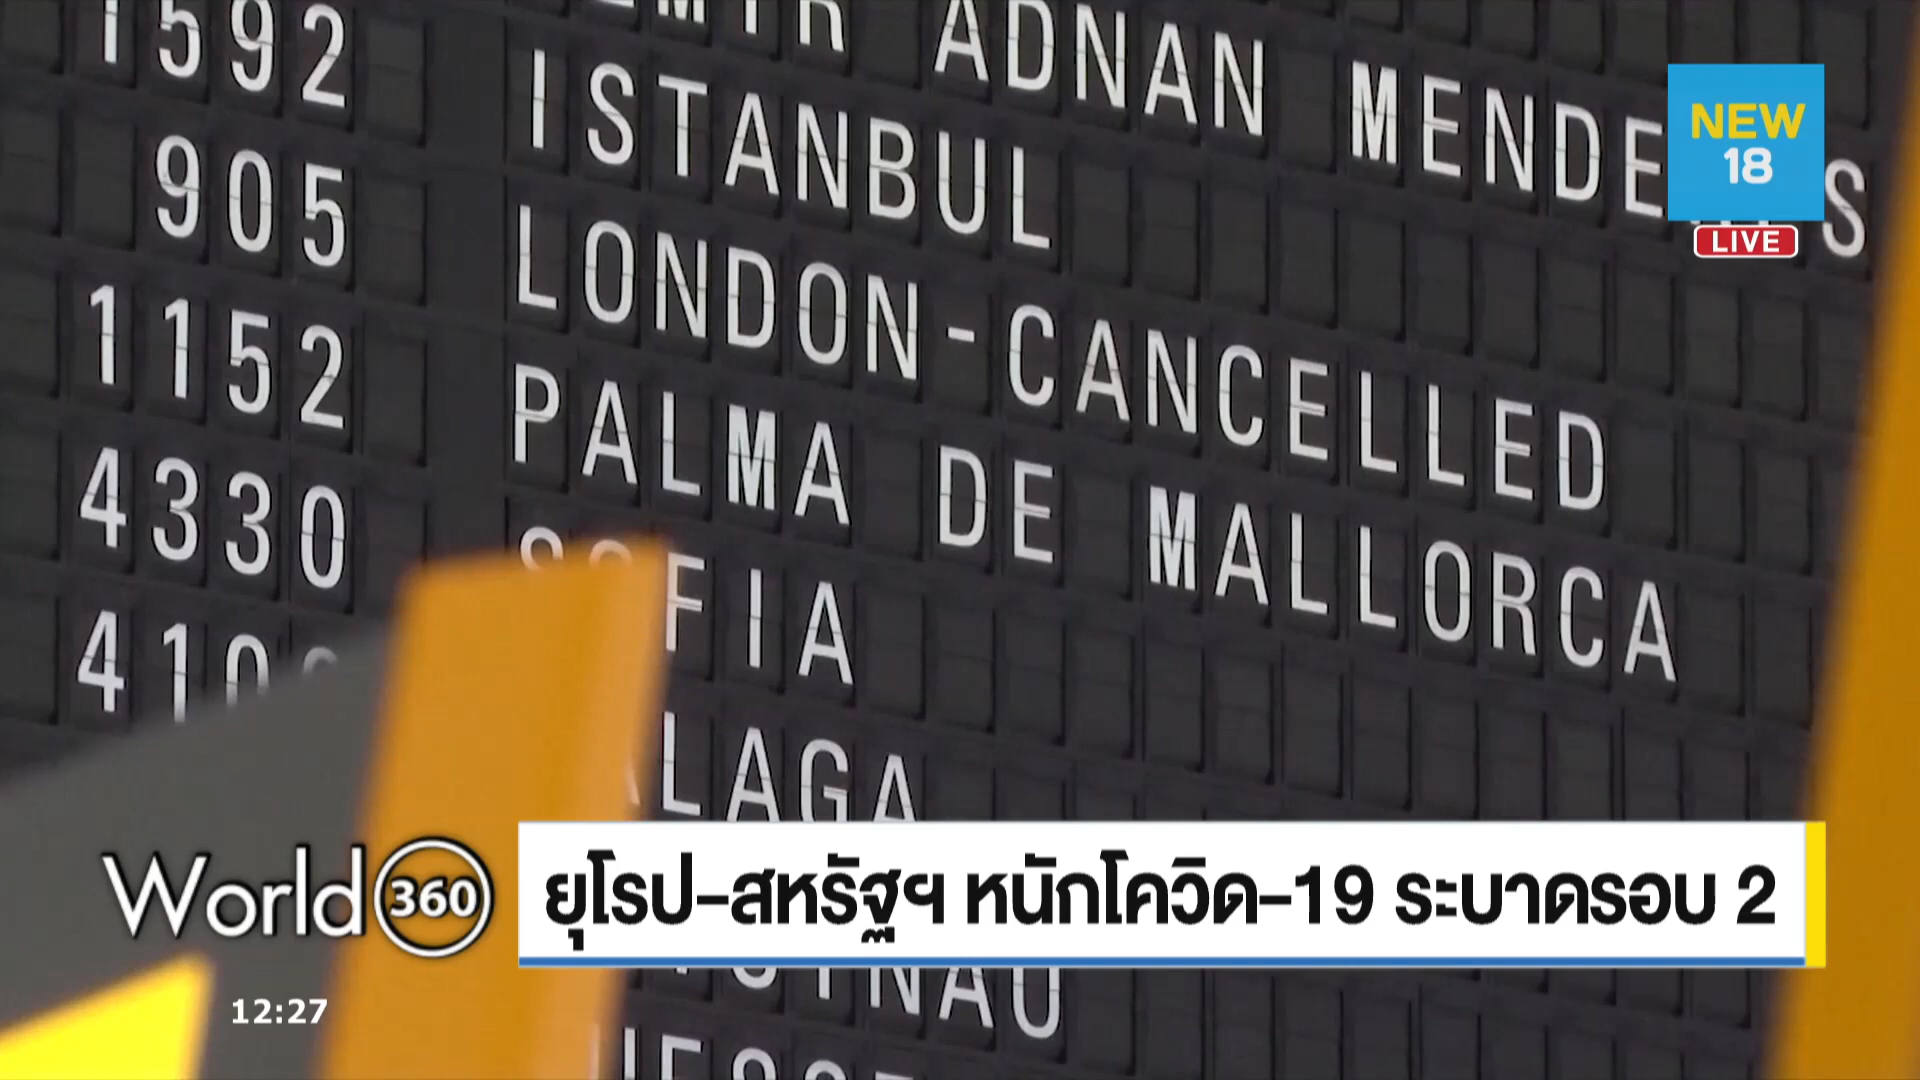 1592 ADNAN MENDE S
905 ISTANBUL
1152 LONDON-CANCELLED
4330 PALMA DE MALLORCA
SOFIA
LAGA
NEW
18
LIVE
World 360
ยุโรป-สหรัฐฯ หนักโควิด-19 ระบาดรอบ 2
12:27